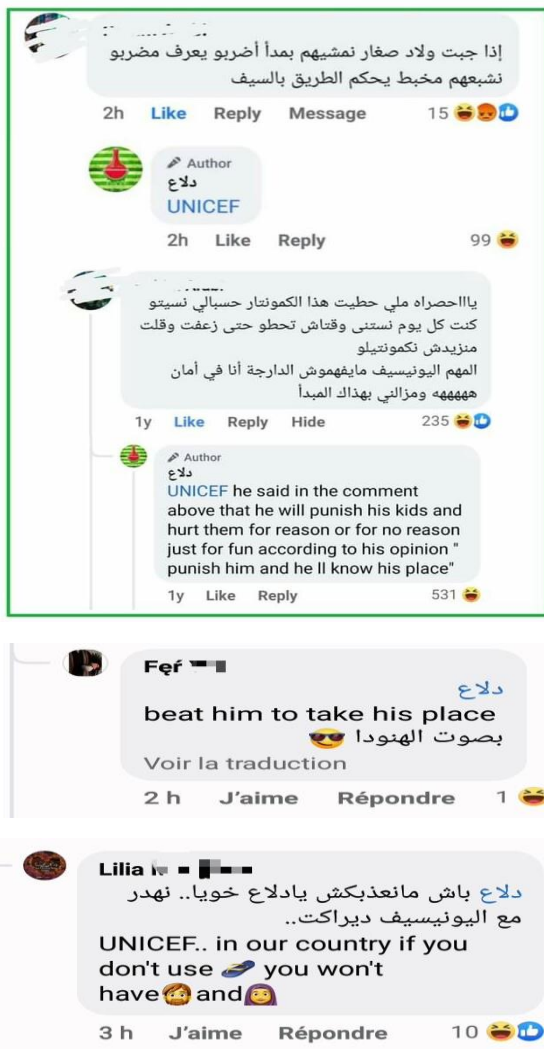 إذا جبت ولاد صغار نمشيهم بمدأ أضربو يعرف مضربو
نشبعهم مخبط يحكم الطريق بالسيف
2h Like Reply Message 15
Author
دلاع
UNICEF
2h Like Reply 99
يااااحصراه ملي حطيت هذا الكمونتار حسبالي نسيتو
كنت كل يوم نستنى وقتاش تحطو حتى زعفت وقلت
منزيدش نكمونتيلو
المهم اليونيسيف مايفهموش الدارجة أنا في أمان
هههههه ومزالني بهذاك المبدأ
1y Like Reply Hide 235
Author
دلاع
UNICEF he said in the comment
above that he will punish his kids and
hurt them for reason or for no reason
just for fun according to his opinion "
punish him and he ll know his place"
1y Like Reply 531
Fęŕ
دلاع
beat him to take his place
بصوت الهنودا 😎
Voir la traduction
2 h J'aime Répondre 1
Lilia
دلاع باش مانعذبكش يادلاع خويا.. نهدر
مع اليونيسيف ديراكت..
UNICEF.. in our country if you
don't use 🩴 you won't
have🧔and🧕
3 h J'aime Répondre 10